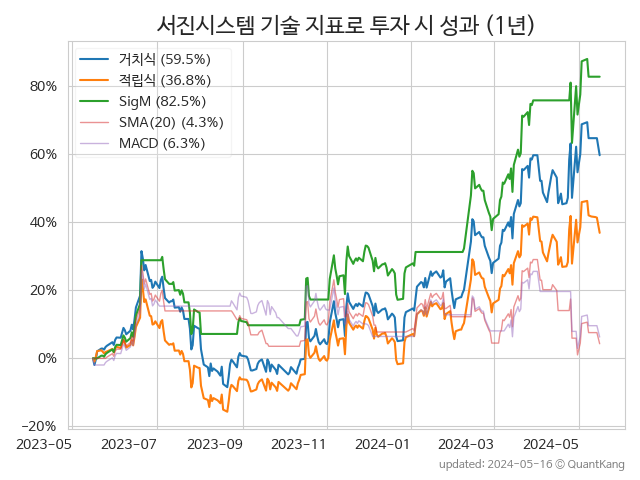 서진시스템 기술 지표로 투자 시 성과 (1년)
거치식 (59.5%)
적립식 (36.8%)
SigM (82.5%)
SMA(20) (4.3%)
MACD (6.3%)
80%
60%
40%
20%
0%
−20%
2023-05 2023-07 2023-09 2023-11 2024-01 2024-03 2024-05
updated: 2024-05-16 © QuantKang